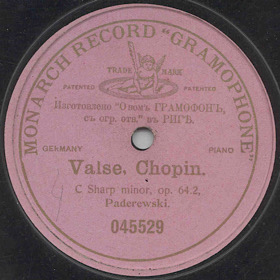 MONARCH RECORD "GRAMOPHONE"
TRADE MARK
PATENTED PATENTED
Изготовлено "О-вомъ ГРАМОФОНЪ,
съ огр. отв." въ РИГѢ.
GERMANY PIANO
Valse. Chopin.
C Sharp minor, op. 64.2,
Paderewski.
045529